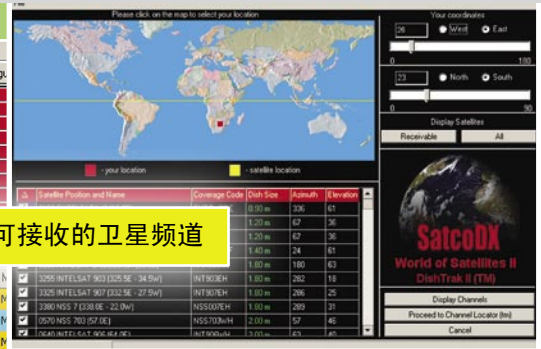 Please click on the map to select your location
- your location
- satellite location
Satellite Position and Name Coverage Code Dish Size Azimuth Elevation
0.90 m 336 61
1.20 m 67 36
1.20 m 67 36
1.40 m 24 61
1.80 m 180 63
3255 INTELSAT 903 (325.5E - 34.5W) INT903EH 1.80 m 282 18
3325 INTELSAT 907 (332.5E - 27.5W) INT907EH 1.80 m 286 25
3380 NSS 7 (338.0E - 22.0W) NSS007EH 1.80 m 289 31
0570 NSS 703 (57.0E) NSS703WH 2.00 m 57 46
可接收的卫星频道
Your coordinates
26 West East
0 180
23 North South
0 90
Display Satellites
Receivable All
SatcoDX
World of Satellites II
DishTrak II (TM)
Display Channels
Proceed to Channel Locator (tm)
Cancel